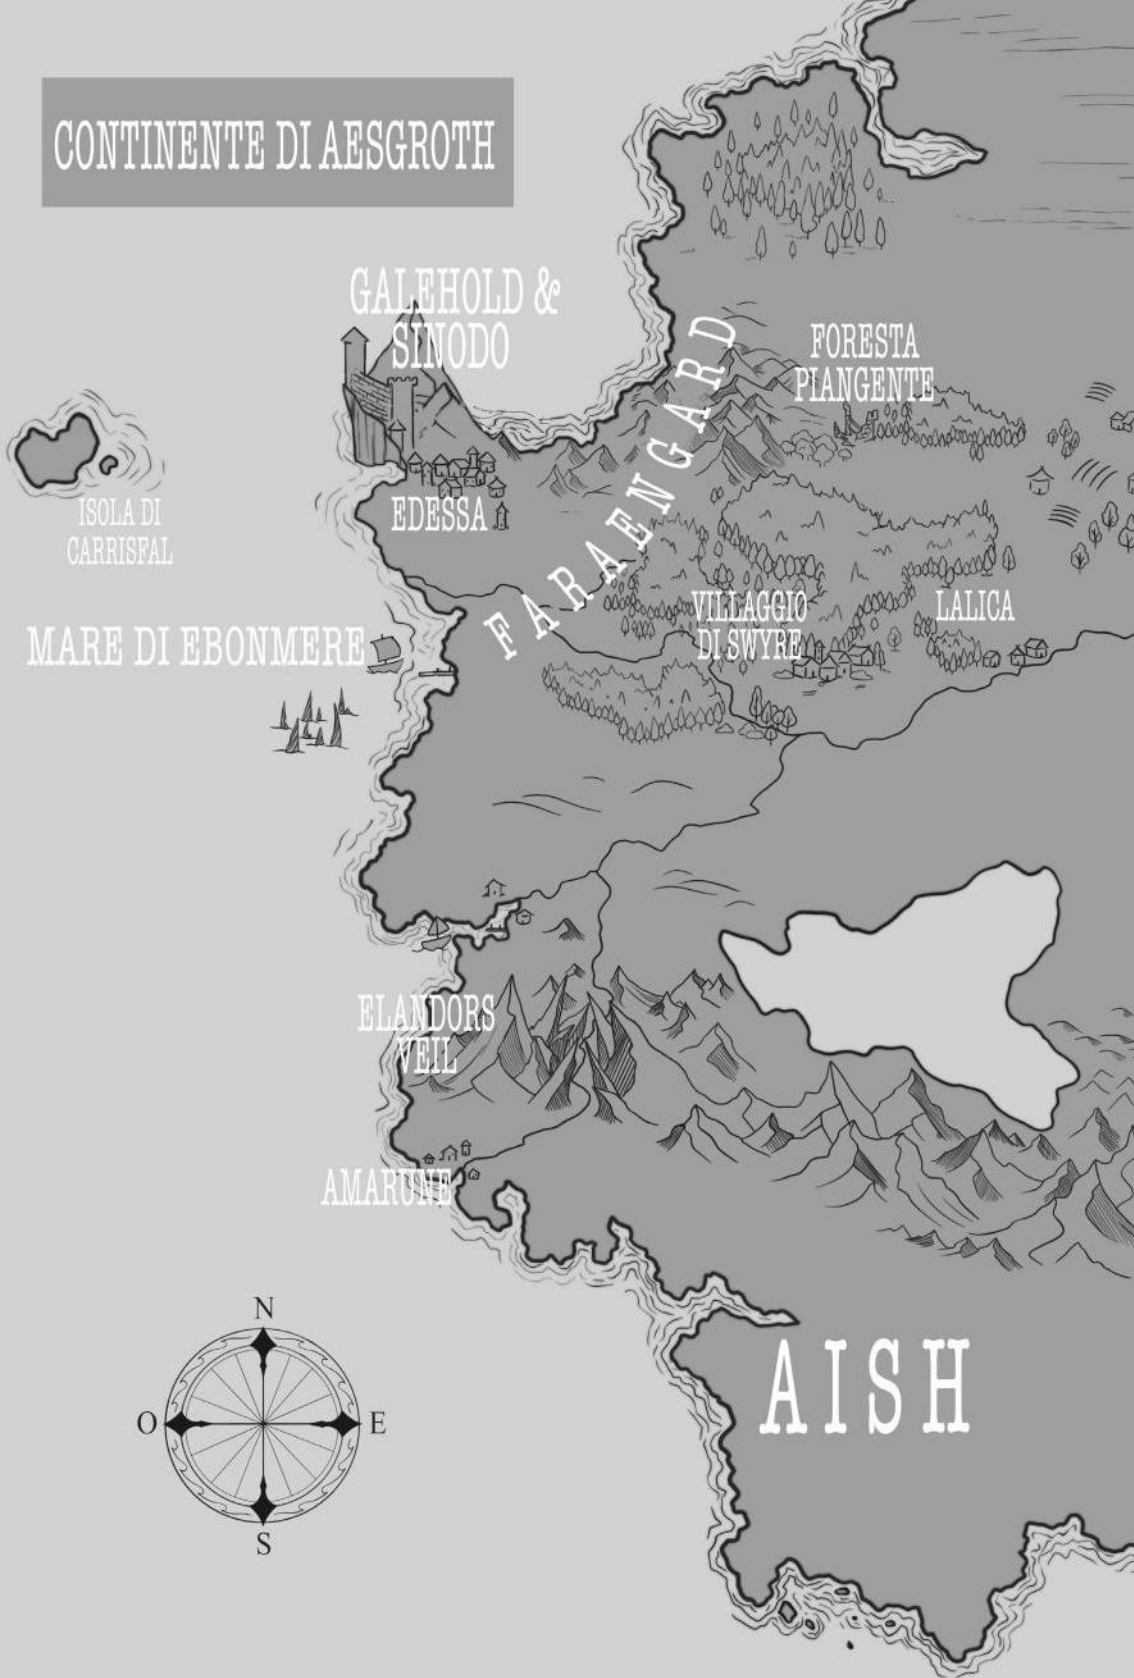 CONTINENTE DI AESGROTH
GALEHOLD &
SINODO
FORESTA
PIANGENTE
FARAENGARD
ISOLA DI
CARRISFAL
EDESSA
VILLAGGIO
DI SWYRE
LALICA
MARE DI EBONMERE
ELANDORS
VEIL
AMARUNE
N
O
E
S
AISH